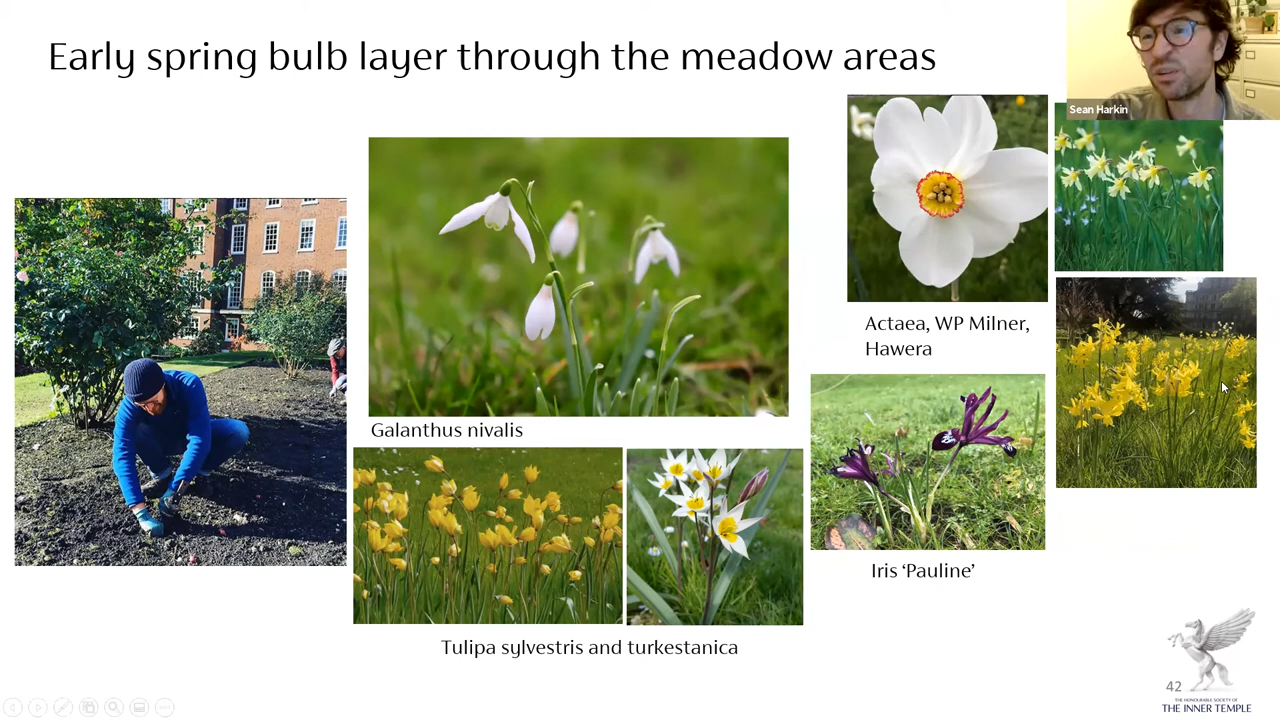 Early spring bulb layer through the meadow areas
Sean Harkin
Actaea, WP Milner,
Hawera
Galanthus nivalis
Iris ‘Pauline’
Tulipa sylvestris and turkestanica
42
THE HONOURABLE SOCIETY OF
THE INNER TEMPLE